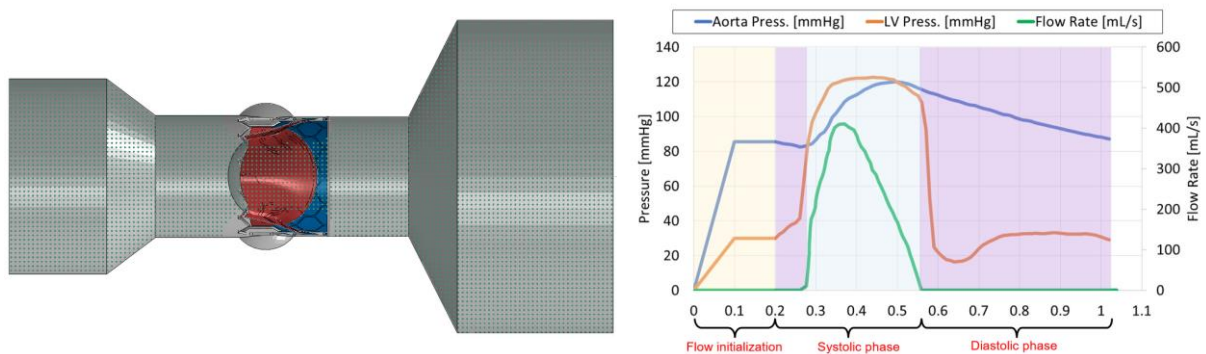 Aorta Press. [mmHg] LV Press. [mmHg] Flow Rate [mL/s]
140 600
120 500
100 400
80 300
60 200
40 100
20
0 0
Pressure [mmHg]
Flow Rate [mL/s]
0 0.1 0.2 0.3 0.4 0.5 0.6 0.7 0.8 0.9 1 1.1
Flow initialization Systolic phase Diastolic phase